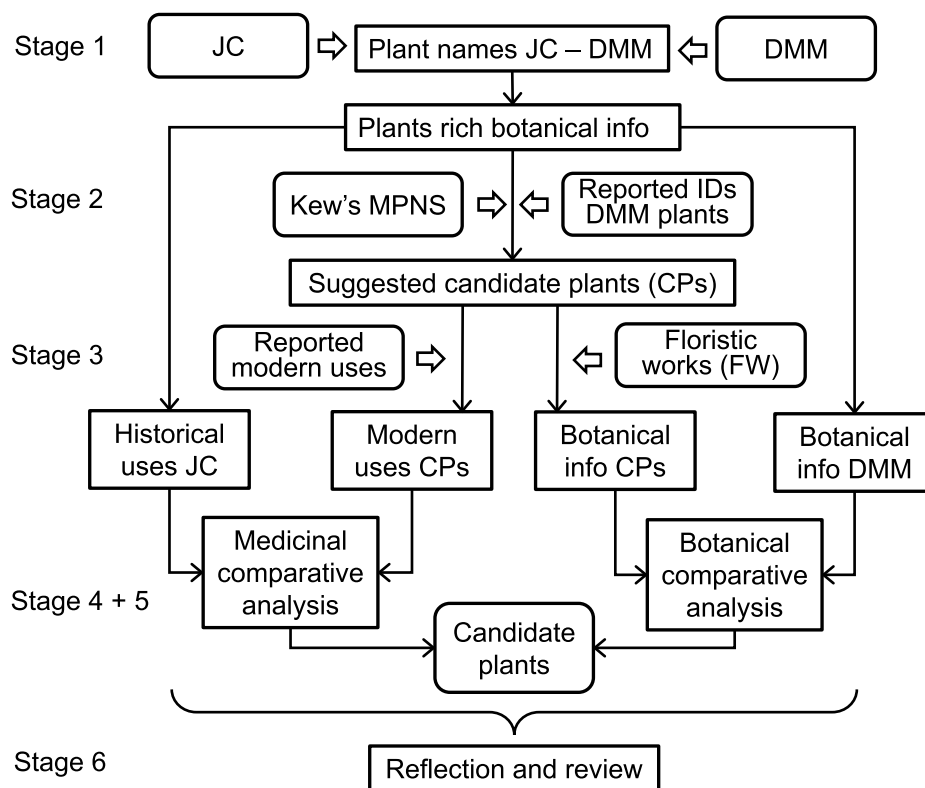 Stage 1
JC
Plant names JC – DMM
DMM
Plants rich botanical info
Stage 2
Kew's MPNS
Reported IDs
DMM plants
Suggested candidate plants (CPs)
Stage 3
Reported
modern uses
Floristic
works (FW)
Historical
uses JC
Modern
uses CPs
Botanical
info CPs
Botanical
info DMM
Stage 4 + 5
Medicinal
comparative
analysis
Botanical
comparative
analysis
Candidate
plants
Stage 6
Reflection and review